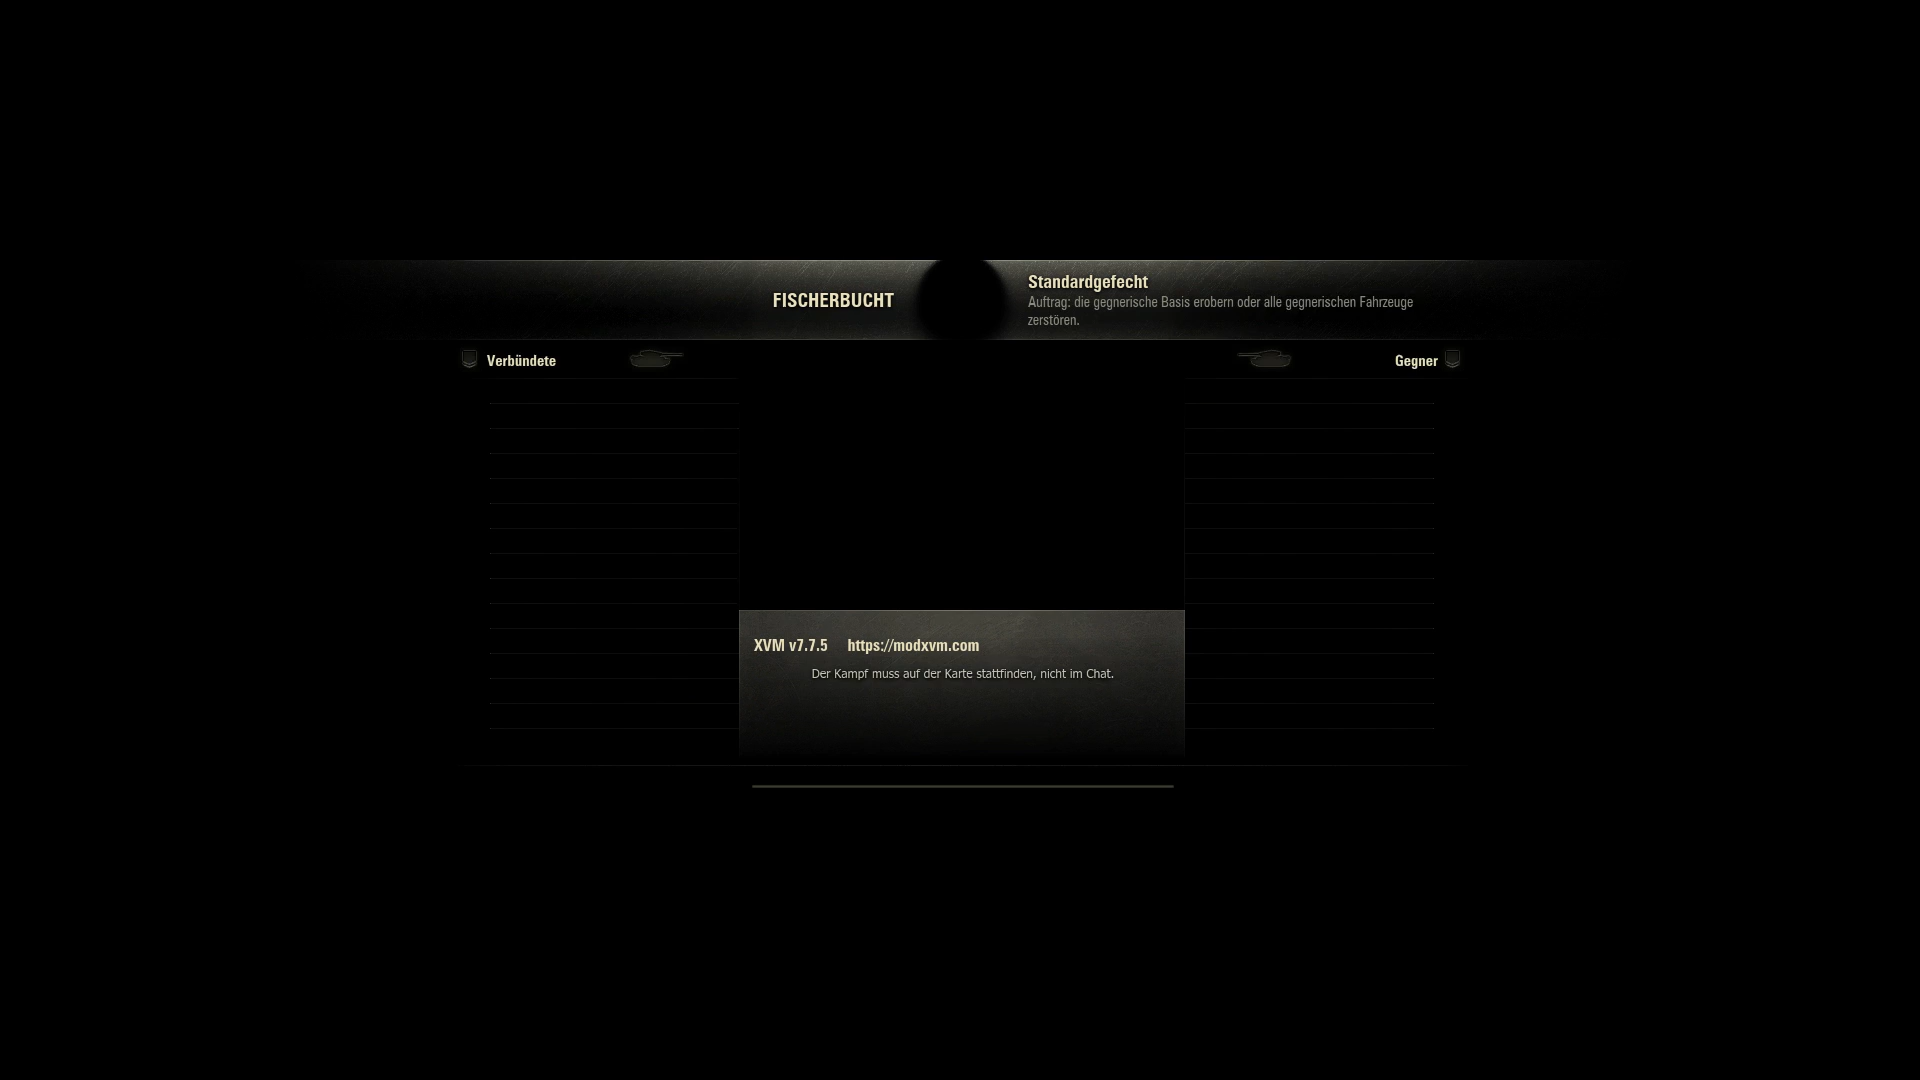 FISCHERBUCHT
Standardgefecht
Auftrag: die gegnerische Basis erobern oder alle gegnerischen Fahrzeuge
zerstören.
Verbündete
Gegner
XVM v7.7.5 https://modxvm.com
Der Kampf muss auf der Karte stattfinden, nicht im Chat.